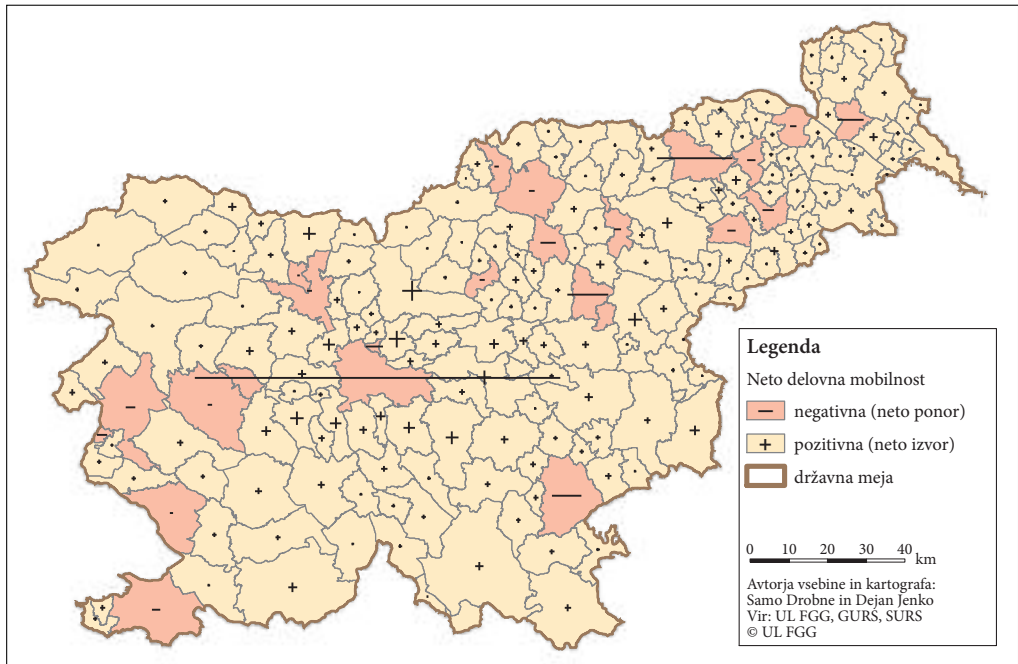 Legenda
Neto delovna mobilnost
negativna (neto ponor)
pozitivna (neto izvor)
državna meja
0 10 20 30 40
km
Avtorja vsebine in kartografa:
Samo Drobne in Dejan Jenko
Vir: UL FGG, GURS, SURS
© UL FGG